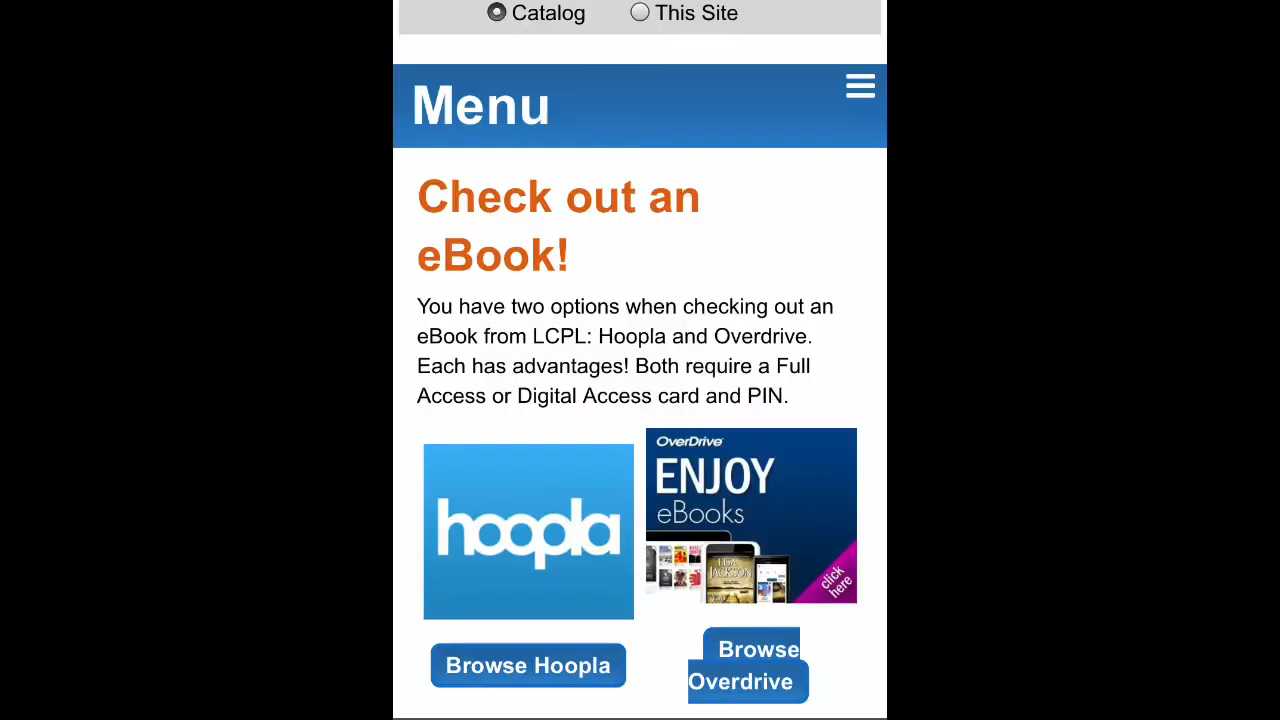 Catalog This Site
Menu
Check out an
eBook!
You have two options when checking out an
eBook from LCPL: Hoopla and Overdrive.
Each has advantages! Both require a Full
Access or Digital Access card and PIN.
hoopla
OverDrive
ENJOY
eBooks
LISA
JACKSON
click
here
Browse Hoopla
Browse
Overdrive